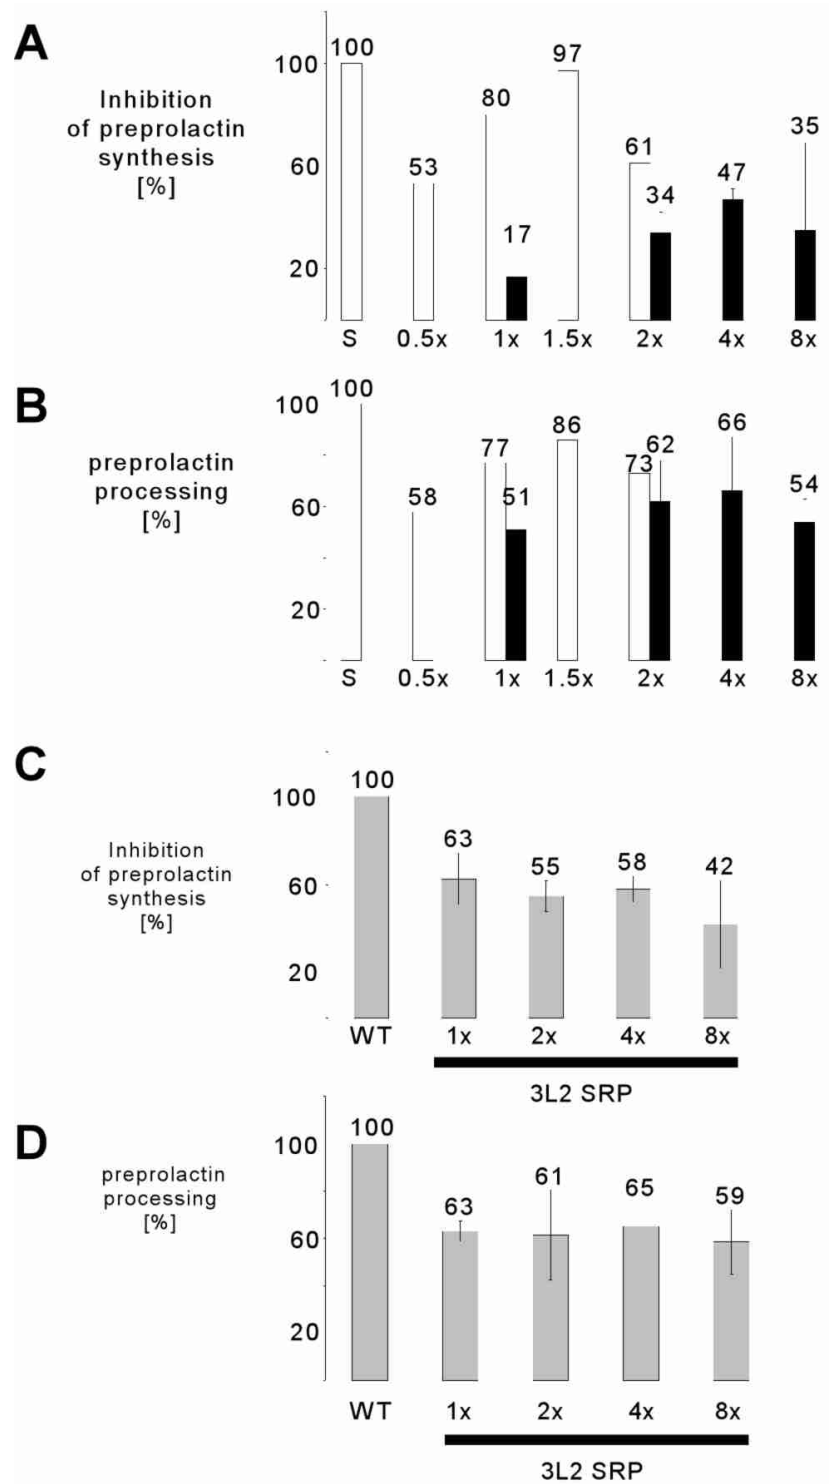 A
Inhibition
of preprolactin
synthesis
[%]
100
60
20
100
53
80
17
97
61
34
47
35
S 0.5x 1x 1.5x 2x 4x 8x
B
preprolactin
processing
[%]
100
60
20
100
58
77
51
86
73
62
66
54
S 0.5x 1x 1.5x 2x 4x 8x
C
Inhibition
of preprolactin
synthesis
[%]
100
60
20
100
63
55
58
42
WT 1x 2x 4x 8x
3L2 SRP
D
preprolactin
processing
[%]
100
60
20
100
63
61
65
59
WT 1x 2x 4x 8x
3L2 SRP